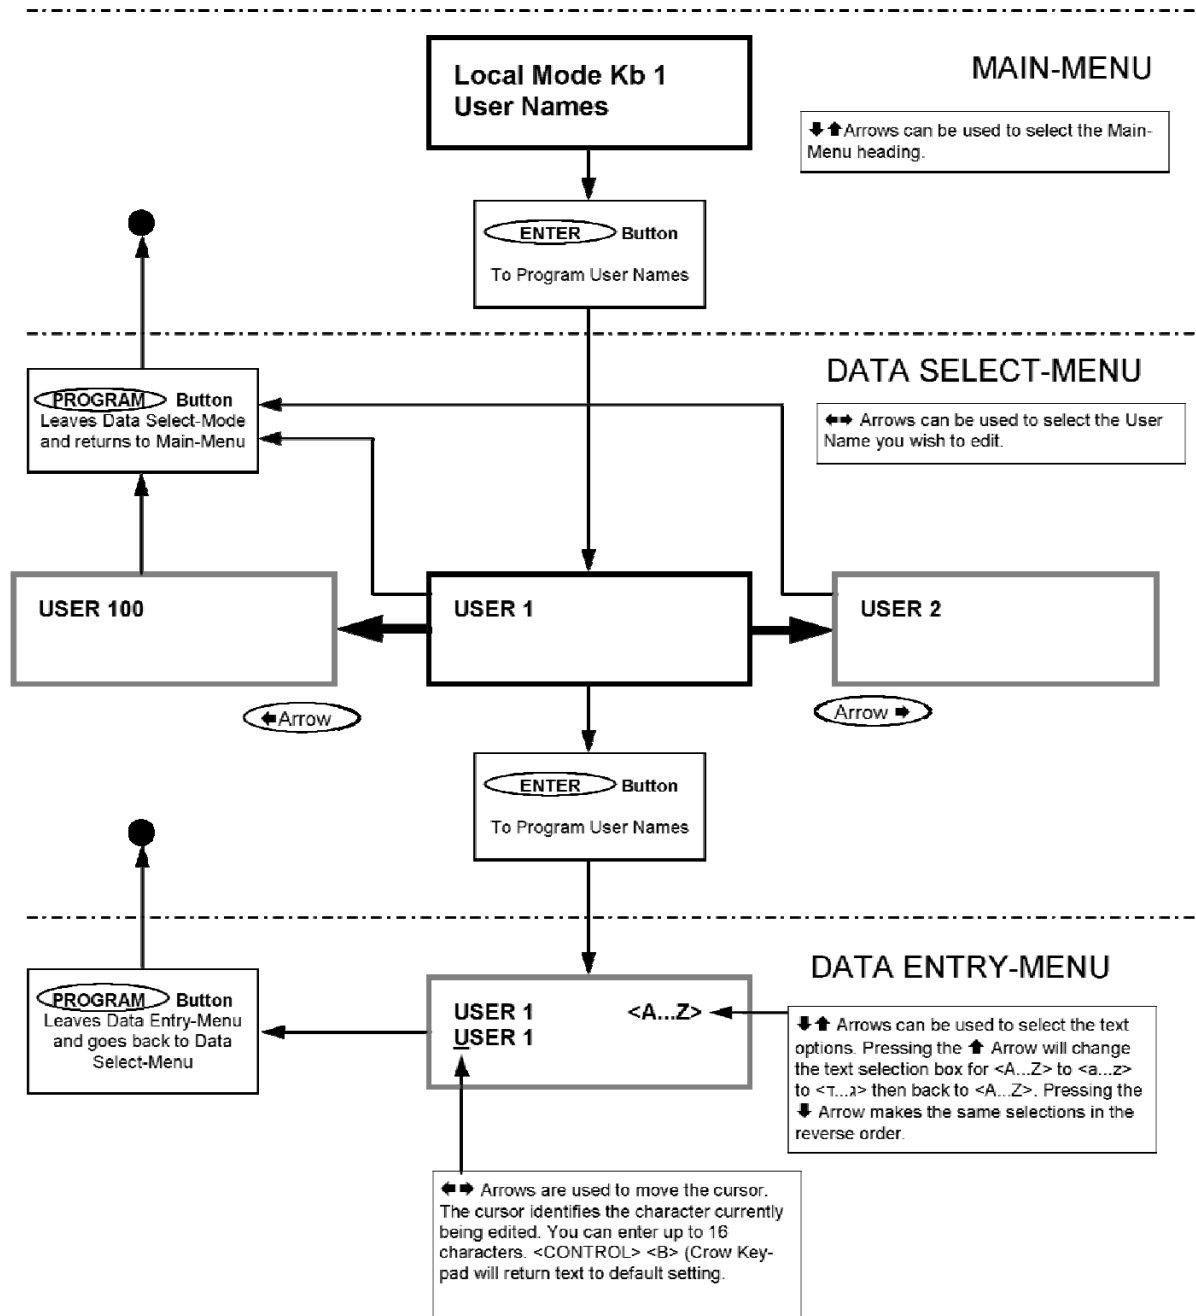 Local Mode Kb 1
User Names
MAIN-MENU
⬇⬆Arrows can be used to select the Main-
Menu heading.
ENTER Button
To Program User Names
DATA SELECT-MENU
PROGRAM Button
Leaves Data Select-Mode
and returns to Main-Menu
⬅➡ Arrows can be used to select the User
Name you wish to edit.
USER 100
USER 1
USER 2
⬅Arrow
Arrow ➡
ENTER Button
To Program User Names
DATA ENTRY-MENU
PROGRAM Button
Leaves Data Entry-Menu
and goes back to Data
Select-Menu
USER 1 <A...Z>
USER 1
⬇⬆ Arrows can be used to select the text
options. Pressing the ⬆ Arrow will change
the text selection box for <A...Z> to <a...z>
to <ד...ג> then back to <A...Z>. Pressing the
⬇ Arrow makes the same selections in the
reverse order.
⬅➡ Arrows are used to move the cursor.
The cursor identifies the character currently
being edited. You can enter up to 16
characters. <CONTROL> <B> (Crow Key-
pad will return text to default setting.